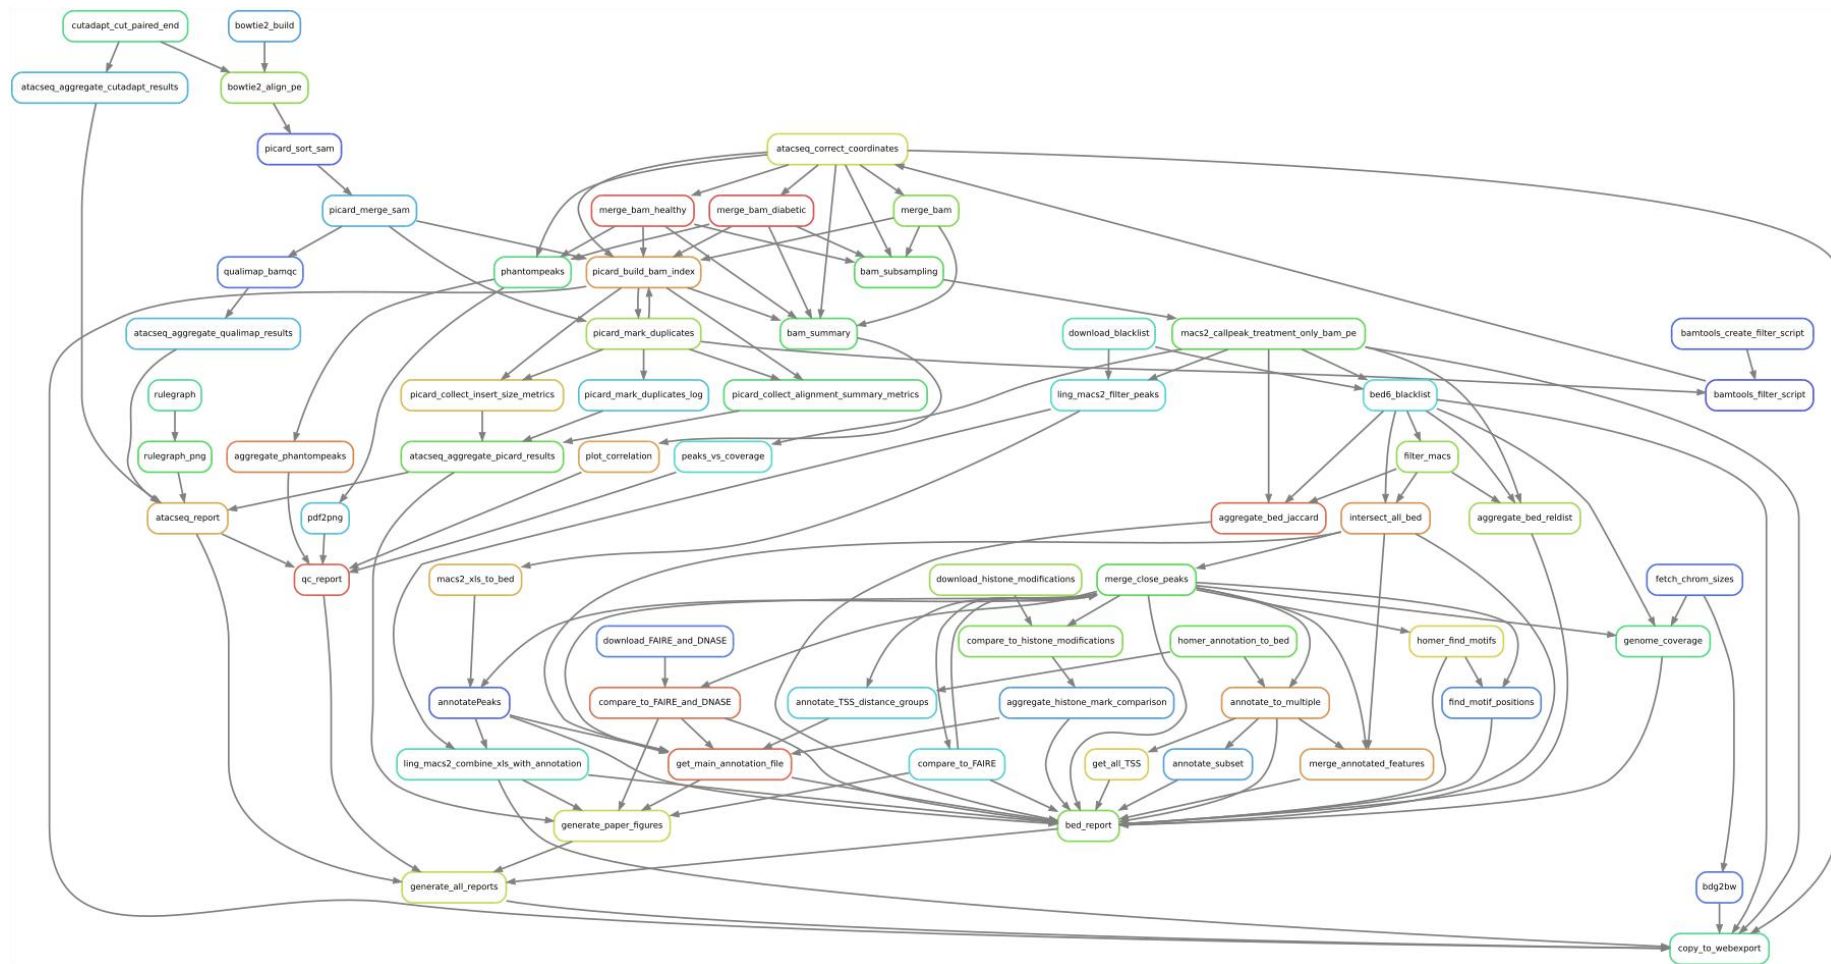 cutadapt_cut_paired_end
bowtie2_build
atacseq_aggregate_cutadapt_results
bowtie2_align_pe
picard_sort_sam
atacseq_correct_coordinates
picard_merge_sam
merge_bam_healthy
merge_bam_diabetic
merge_bam
qualimap_bamqc
phantompeaks
picard_build_bam_index
bam_subsampling
atacseq_aggregate_qualimap_results
picard_mark_duplicates
bam_summary
download_blacklist
macs2_callpeak_treatment_only_bam_pe
bamtools_create_filter_script
rulegraph
picard_collect_insert_size_metrics
picard_mark_duplicates_log
picard_collect_alignment_summary_metrics
ling_macs2_filter_peaks
bed6_blacklist
bamtools_filter_script
rulegraph_png
aggregate_phantompeaks
atacseq_aggregate_picard_results
plot_correlation
peaks_vs_coverage
filter_macs
atacseq_report
pdf2png
aggregate_bed_jaccard
intersect_all_bed
aggregate_bed_reldist
qc_report
macs2_xls_to_bed
download_histone_modifications
merge_close_peaks
fetch_chrom_sizes
download_FAIRE_and_DNASE
compare_to_histone_modifications
homer_annotation_to_bed
homer_find_motifs
genome_coverage
annotatePeaks
compare_to_FAIRE_and_DNASE
annotate_TSS_distance_groups
aggregate_histone_mark_comparison
annotate_to_multiple
find_motif_positions
ling_macs2_combine_xls_with_annotation
get_main_annotation_file
compare_to_FAIRE
get_all_TSS
annotate_subset
merge_annotated_features
generate_paper_figures
bed_report
generate_all_reports
bdg2bw
copy_to_webexport